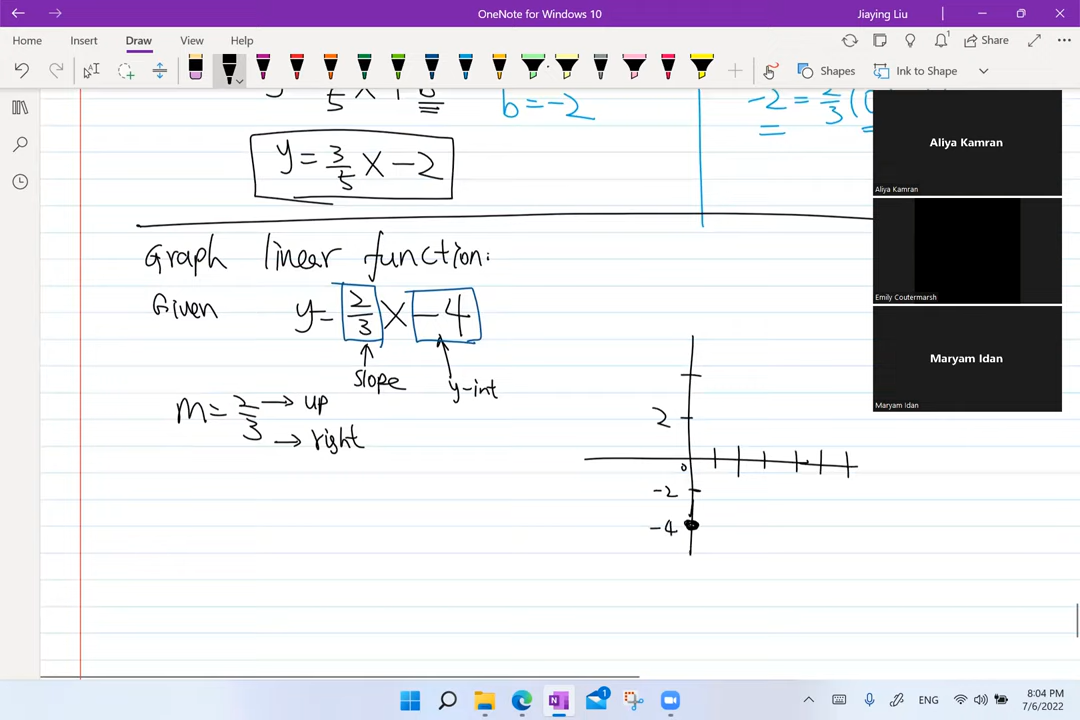 OneNote for Windows 10
Jiaying Liu
Home Insert Draw View Help
Share
Shapes
Ink to Shape
b = -2
y = 3/5 x - 2
Graph linear function:
Given y = 2/3 x - 4
slope
y-int
m = 2/3 → up
→ right
2
0
-2
-4
Aliya Kamran
Aliya Kamran
Emily Coutermarsh
Maryam Idan
Maryam Idan
1
ENG
8:04 PM
7/6/2022